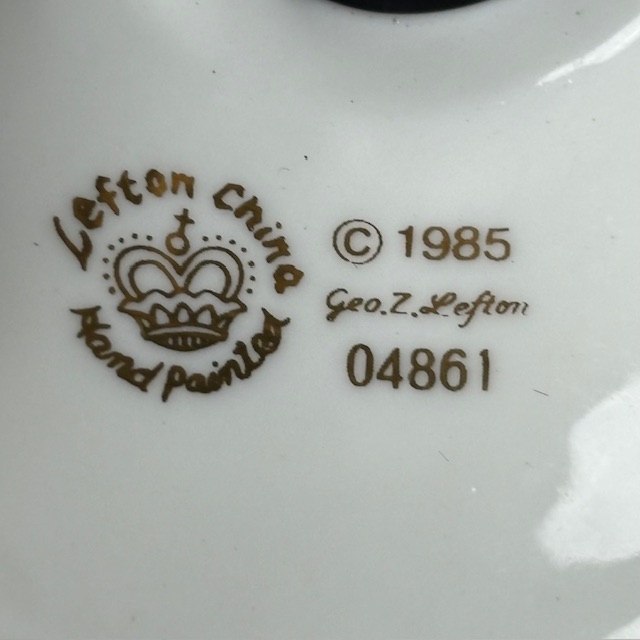 Lefton China
Hand painted
© 1985
Geo. Z. Lefton
04861